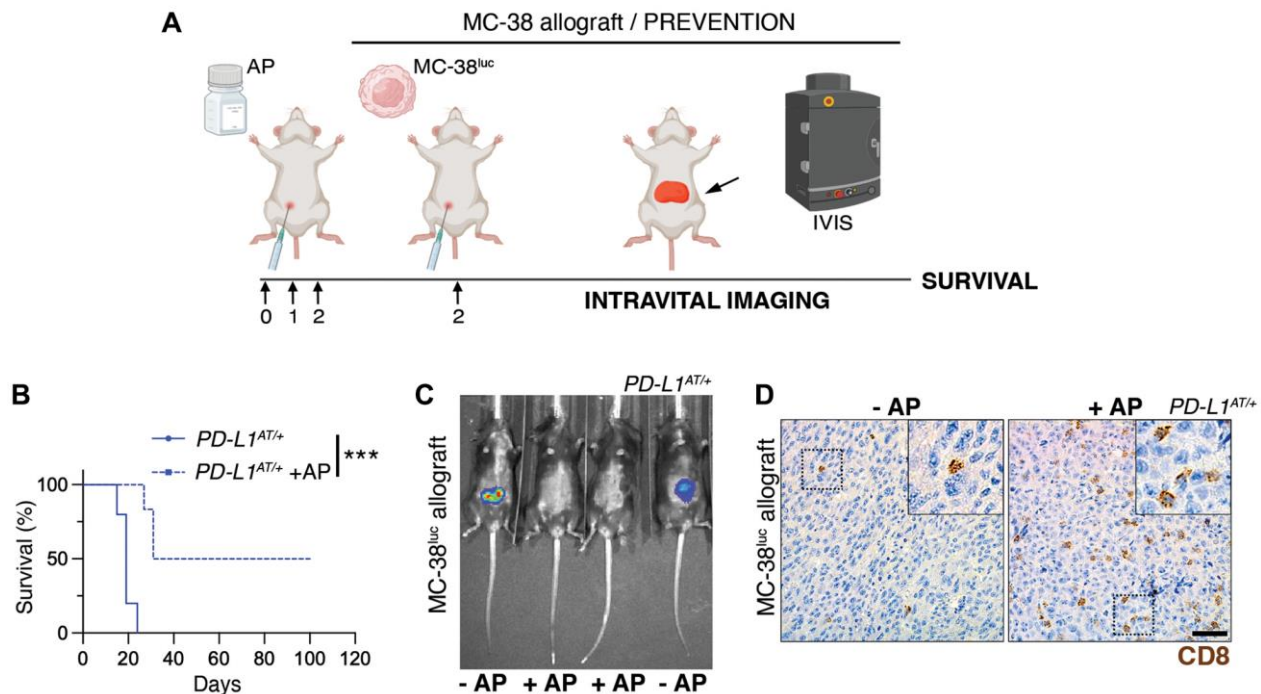 A
MC-38 allograft / PREVENTION
AP
MC-38luc
IVIS
SURVIVAL
INTRAVITAL IMAGING
0 1 2 2
B
PD-L1AT/+
PD-L1AT/+ +AP
***
Survival (%)
100
50
0
0 20 40 60 80 100 120
Days
C
PD-L1AT/+
MC-38luc allograft
- AP + AP + AP - AP
D
- AP + AP PD-L1AT/+
MC-38luc allograft
CD8